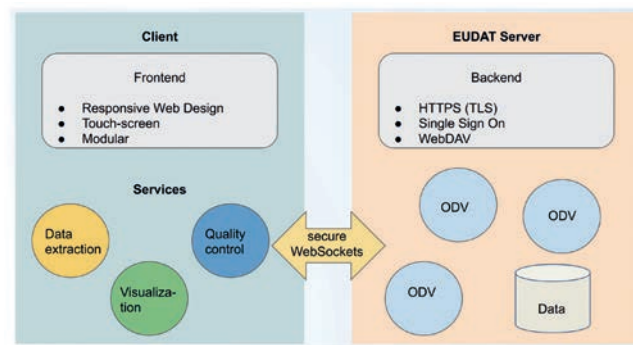 Client
Frontend
● Responsive Web Design
● Touch-screen
● Modular
Services
Data
extraction
Visualiza-
tion
Quality
control
secure
WebSockets
EUDAT Server
Backend
● HTTPS (TLS)
● Single Sign On
● WebDAV
ODV
ODV
ODV
Data